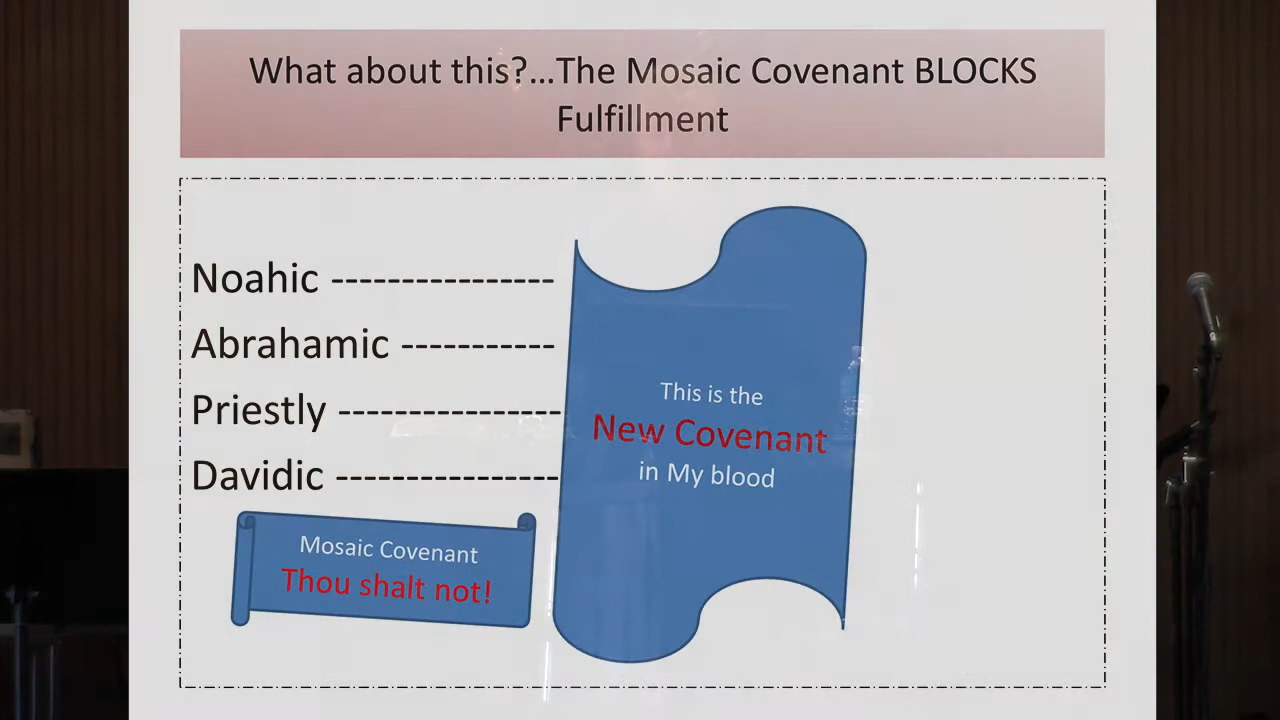 What about this?...The Mosaic Covenant BLOCKS
Fulfillment
Noahic ----------------
Abrahamic -----------
Priestly ----------------
Davidic ----------------
This is the
New Covenant
in My blood
Mosaic Covenant
Thou shalt not!